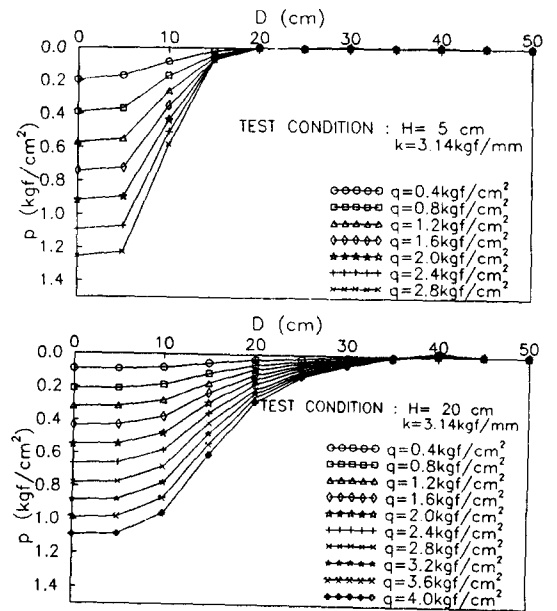 D (cm)
0 10 20 30 40 50
0.0
0.2
0.4
0.6
0.8
1.0
1.2
1.4
p (kgf/cm²)
TEST CONDITION : H= 5 cm
k=3.14kgf/mm
q=0.4kgf/cm²
q=0.8kgf/cm²
q=1.2kgf/cm²
q=1.6kgf/cm²
q=2.0kgf/cm²
q=2.4kgf/cm²
q=2.8kgf/cm²
D (cm)
0 10 20 30 40 50
0.0
0.2
0.4
0.6
0.8
1.0
1.2
1.4
p (kgf/cm²)
TEST CONDITION : H= 20 cm
k=3.14kgf/mm
q=0.4kgf/cm²
q=0.8kgf/cm²
q=1.2kgf/cm²
q=1.6kgf/cm²
q=2.0kgf/cm²
q=2.4kgf/cm²
q=2.8kgf/cm²
q=3.2kgf/cm²
q=3.6kgf/cm²
q=4.0kgf/cm²